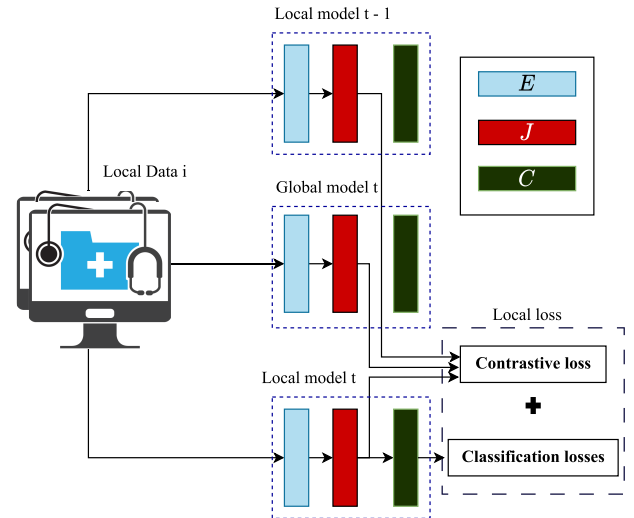 Local model t - 1
E
J
C
Local Data i
Global model t
Local loss
Contrastive loss
Local model t
Classification losses